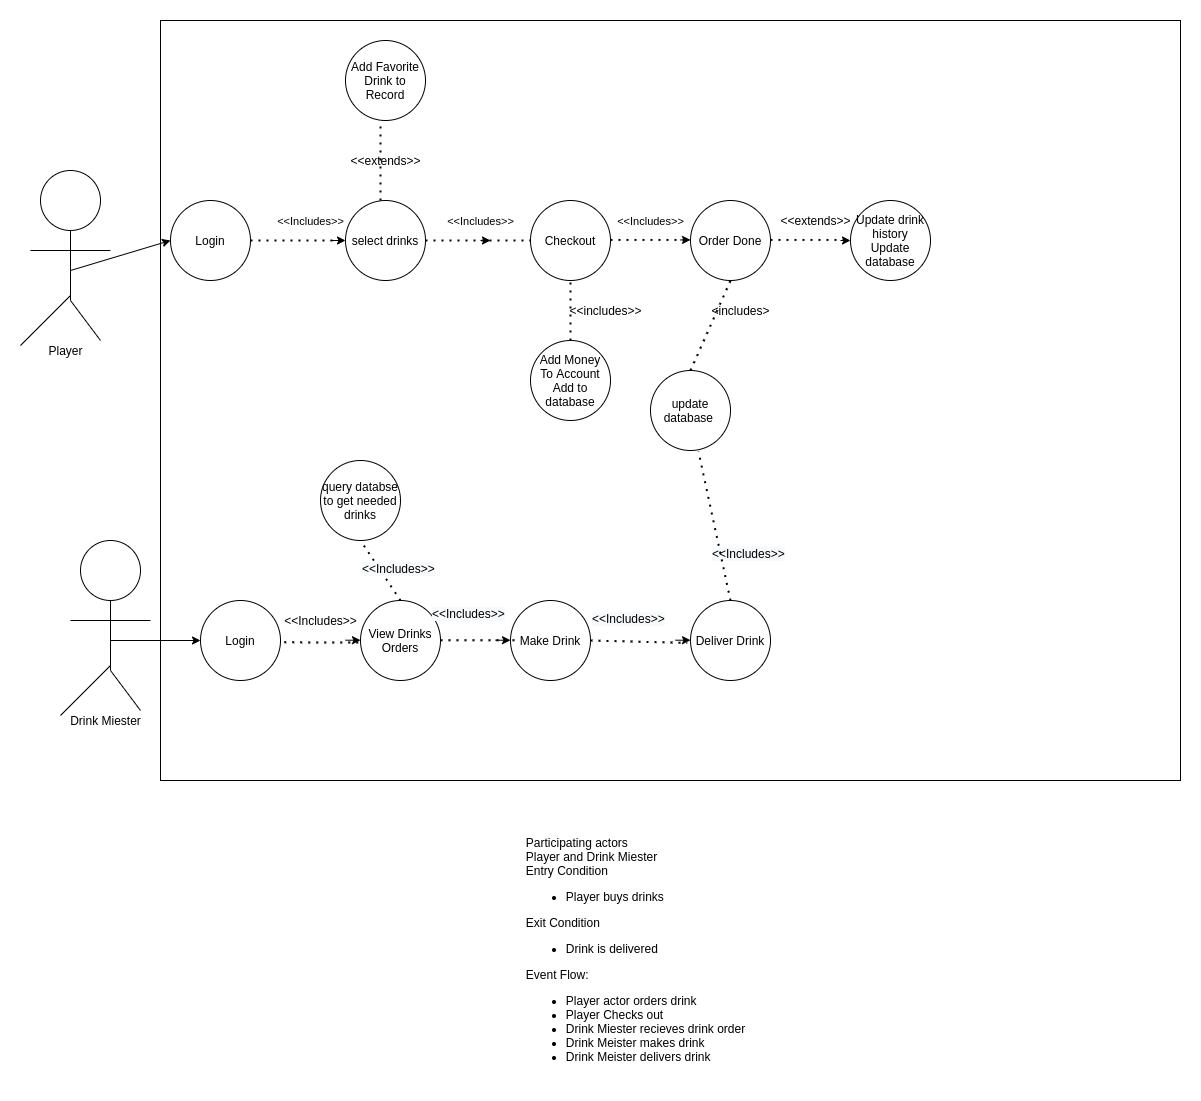 Add Favorite
Drink to
Record
<<extends>>
Player
Login
<<Includes>>
select drinks
<<Includes>>
Checkout
<<Includes>>
Order Done
<<extends>>
Update drink
history
Update
database
<<includes>>
Add Money
To Account
Add to
database
<includes>
update
database
query databse
to get needed
drinks
<<Includes>>
Drink Miester
Login
<<Includes>>
View Drinks
Orders
<<Includes>>
Make Drink
<<Includes>>
Deliver Drink
<<Includes>>
Participating actors
Player and Drink Miester
Entry Condition
• Player buys drinks
Exit Condition
• Drink is delivered
Event Flow:
• Player actor orders drink
• Player Checks out
• Drink Miester recieves drink order
• Drink Meister makes drink
• Drink Meister delivers drink